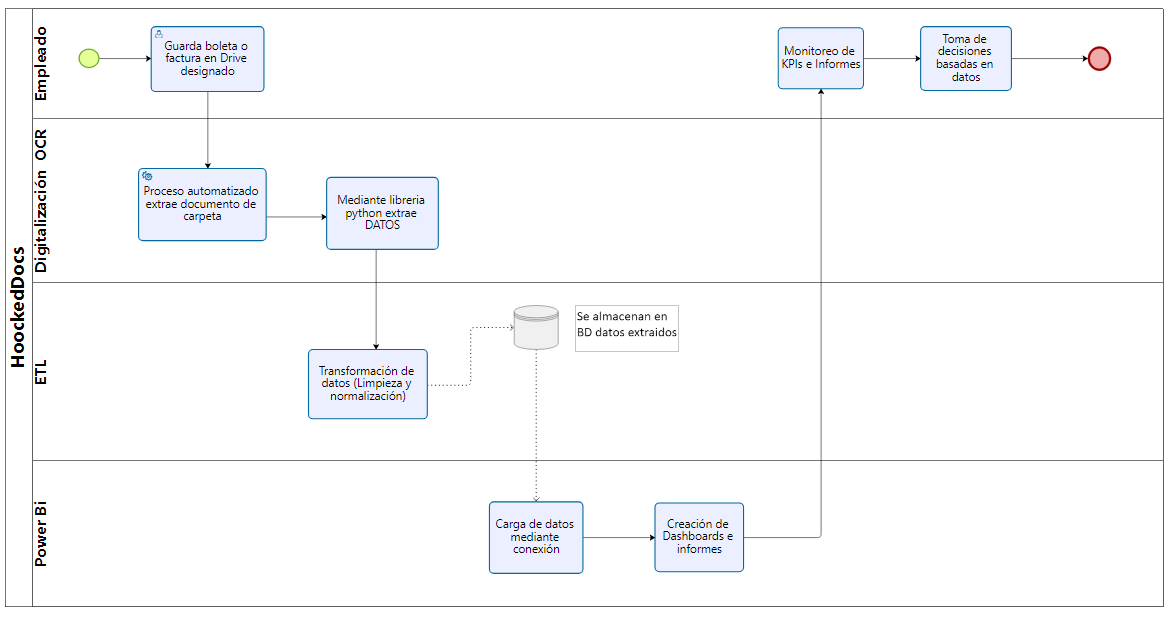 HoockedDocs
Empleado
Guarda boleta o
factura en Drive
designado
Monitoreo de
KPIs e Informes
Toma de
decisiones
basadas en
datos
Digitalización OCR
Proceso automatizado
extrae documento de
carpeta
Mediante libreria
python extrae
DATOS
ETL
Transformación de
datos (Limpieza y
normalización)
Se almacenan en
BD datos extraidos
Power Bi
Carga de datos
mediante
conexión
Creación de
Dashboards e
informes